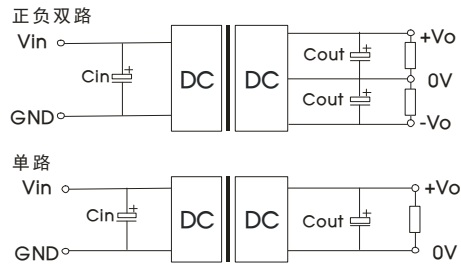 正负双路
Vin
+Vo
Cout +
Cin +
DC DC
0V
Cout +
GND
-Vo
单路
Vin
+Vo
Cin +
DC DC
Cout +
GND
0V